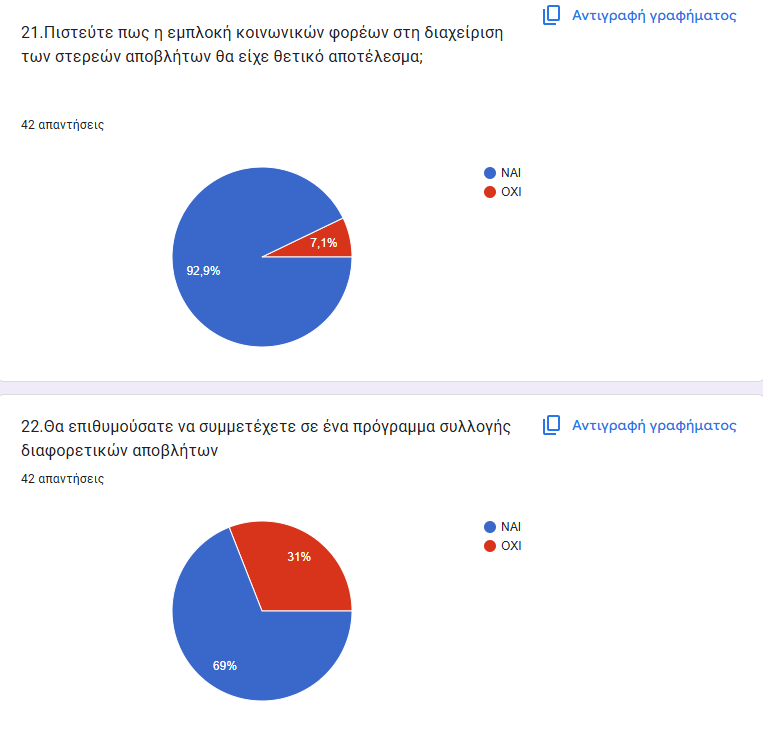 Αντιγραφή γραφήματος
21.Πιστεύτε πως η εμπλοκή κοινωνικών φορέων στη διαχείριση
των στερεών αποβλήτων θα είχε θετικό αποτέλεσμα;
42 απαντήσεις
ΝΑΙ
ΟΧΙ
7,1%
92,9%
22.Θα επιθυμούσατε να συμμετέχετε σε ένα πρόγραμμα συλλογής
διαφορετικών αποβλήτων
Αντιγραφή γραφήματος
42 απαντήσεις
ΝΑΙ
ΟΧΙ
31%
69%